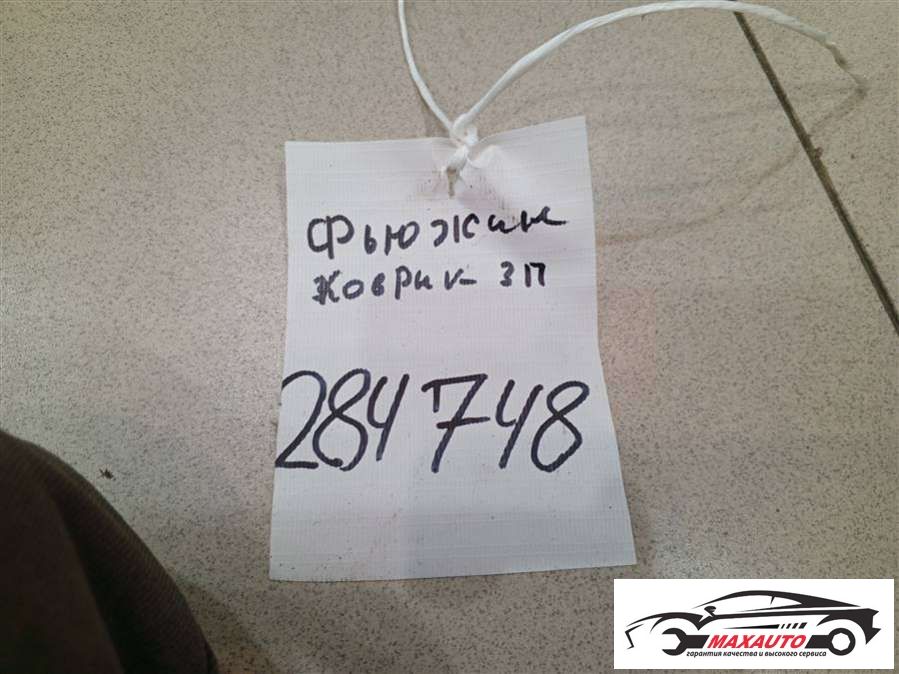 Фьюжин
Коврик ЗП
284748
MAXAUTO
гарантия качества и высокого сервиса